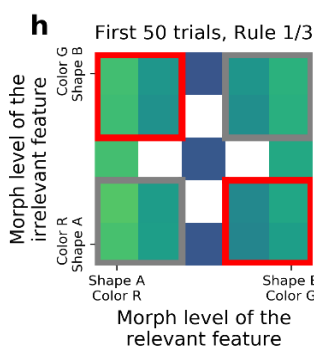 h
First 50 trials, Rule 1/3
Morph level of the
irrelevant feature
Color G
Shape B
Color R
Shape A
Shape A
Color R
Shape
Color G
Morph level of the
relevant feature